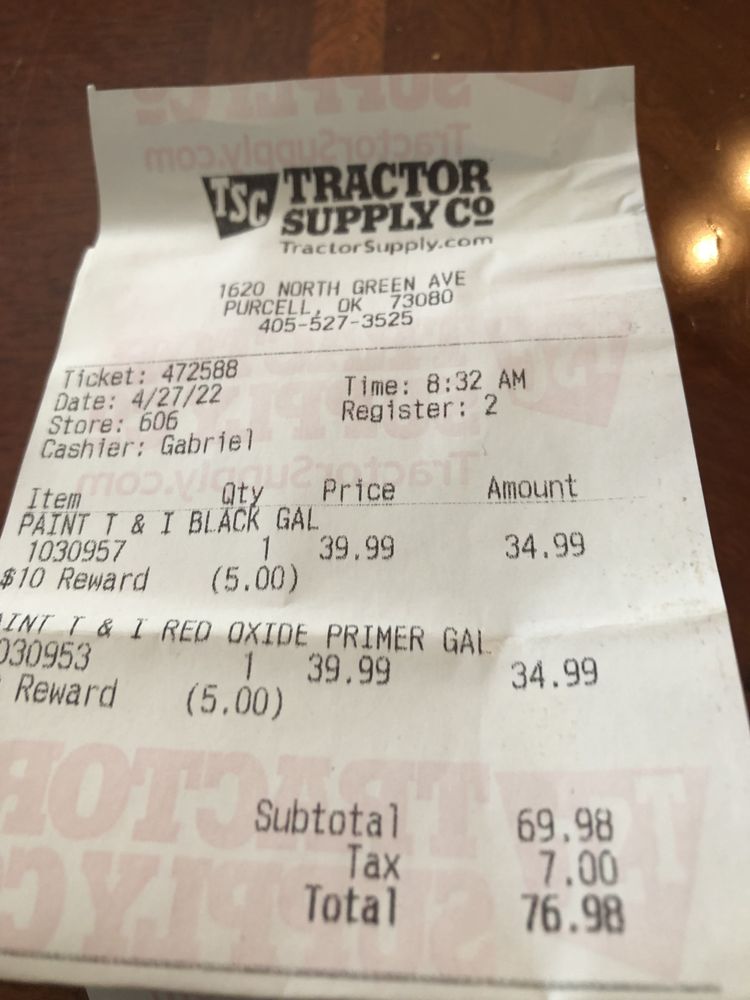 TSC TRACTOR
SUPPLY CO
TractorSupply.com
1620 NORTH GREEN AVE
PURCELL, OK 73080
405-527-3525
Ticket: 472588
Time: 8:32 AM
Date: 4/27/22
Register: 2
Store: 606
Cashier: Gabriel
Item Qty Price Amount
PAINT T & I BLACK GAL
1030957 1 39.99 34.99
$10 Reward (5.00)
AINT T & I RED OXIDE PRIMER GAL
030953 1 39.99 34.99
Reward (5.00)
Subtotal 69.98
Tax 7.00
Total 76.98